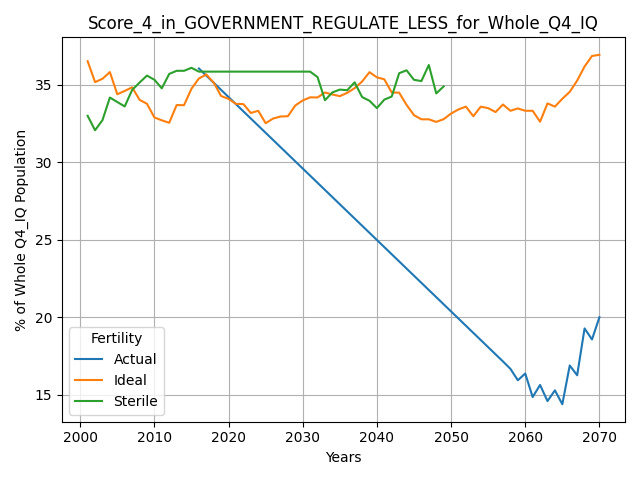 Score_4_in_GOVERNMENT_REGULATE_LESS_for_Whole_Q4_IQ
% of Whole Q4_IQ Population
35
30
25
20
15
Fertility
Actual
Ideal
Sterile
2000 2010 2020 2030 2040 2050 2060 2070
Years